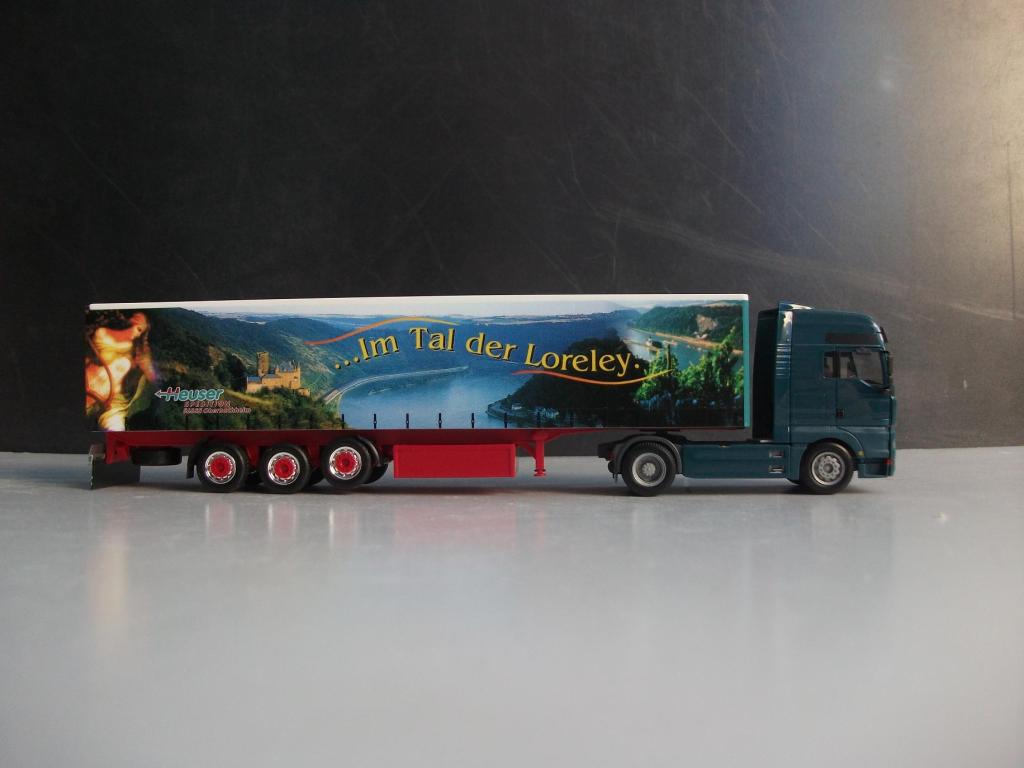 ...Im Tal der Loreley...
Heuser
SPEDITION